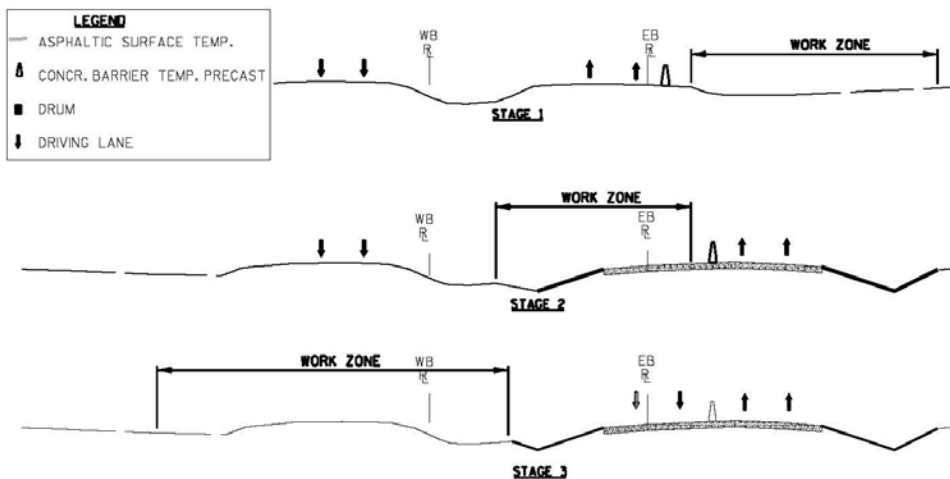 LEGEND
ASPHALTIC SURFACE TEMP.
CONCR. BARRIER TEMP. PRECAST
DRUM
DRIVING LANE
WB
R
EB
R
WORK ZONE
STAGE 1
WORK ZONE
WB
R
EB
R
STAGE 2
WORK ZONE
WB
R
EB
R
STAGE 3